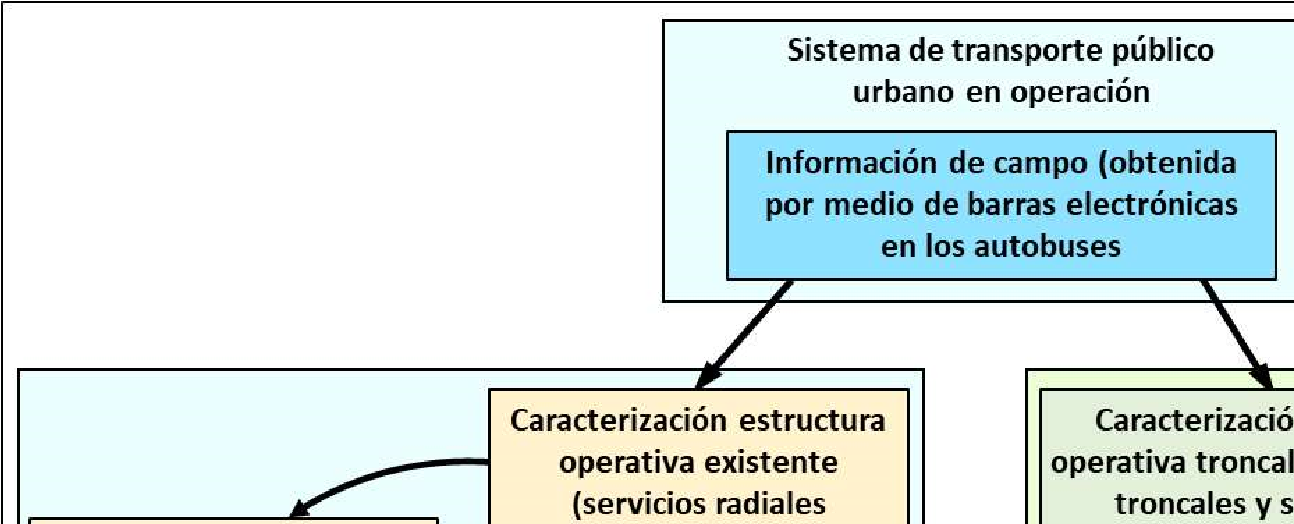 Sistema de transporte público
urbano en operación
Información de campo (obtenida
por medio de barras electrónicas
en los autobuses
Caracterización estructura
operativa existente
(servicios radiales
Caracterizació
operativa troncal
troncales y s